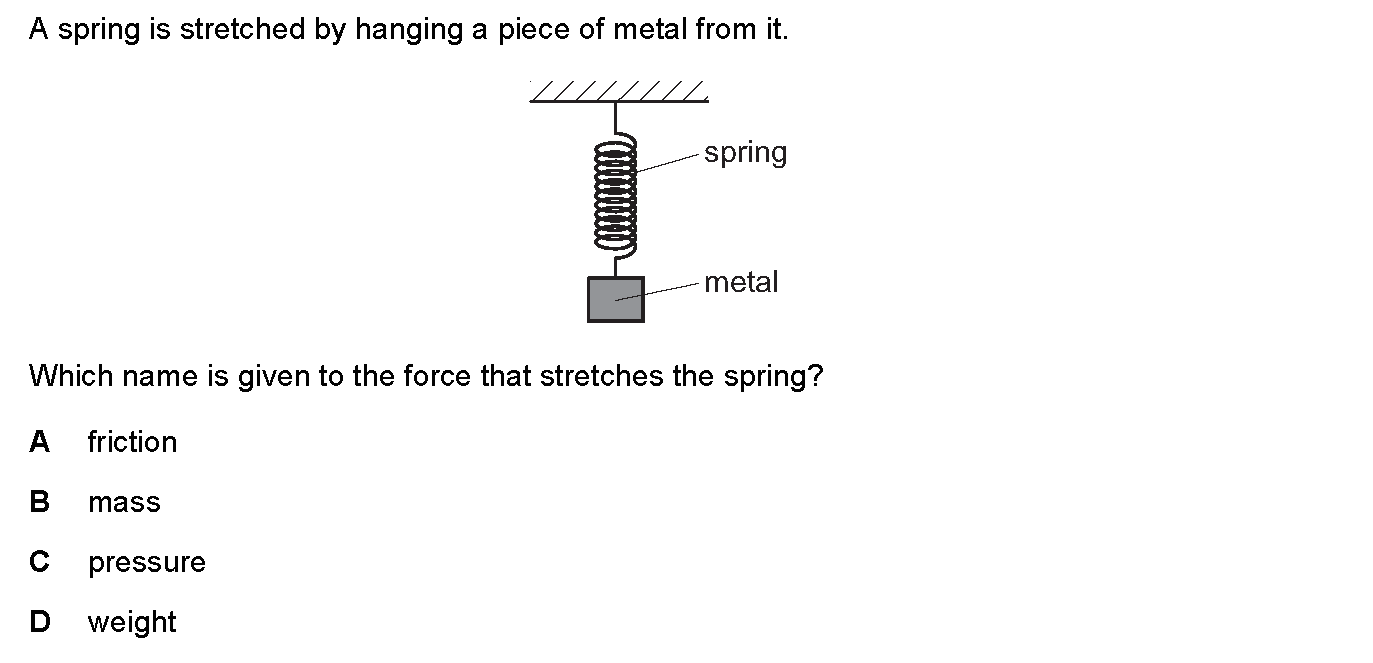 A spring is stretched by hanging a piece of metal from it.
spring
metal
Which name is given to the force that stretches the spring?
A friction
B mass
C pressure
D weight